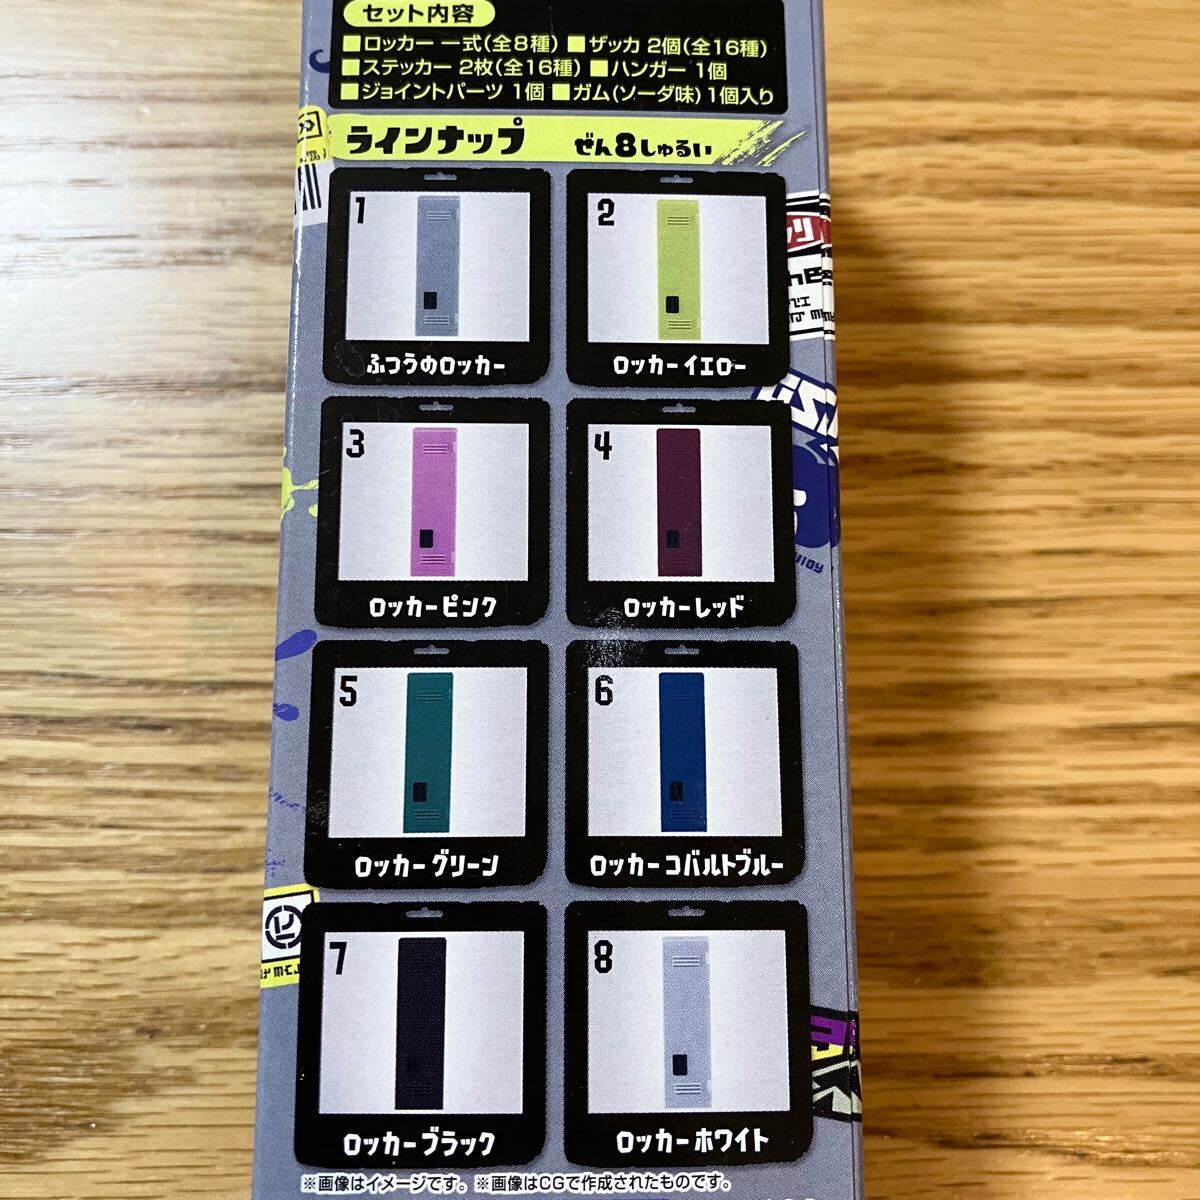 セット内容
■ロッカー 一式(全8種) ■ザッカ 2個(全16種)
■ステッカー 2枚(全16種) ■ハンガー 1個
■ジョイントパーツ 1個 ■ガム(ソーダ味) 1個入り
ラインナップ ぜん8しゅるい
1
ふつうのロッカー
2
ロッカーイエロー
3
ロッカーピンク
4
ロッカーレッド
5
ロッカーグリーン
6
ロッカーコバルトブルー
7
ロッカーブラック
8
ロッカーホワイト
※画像はイメージです。※画像はCGで作成されたものです。